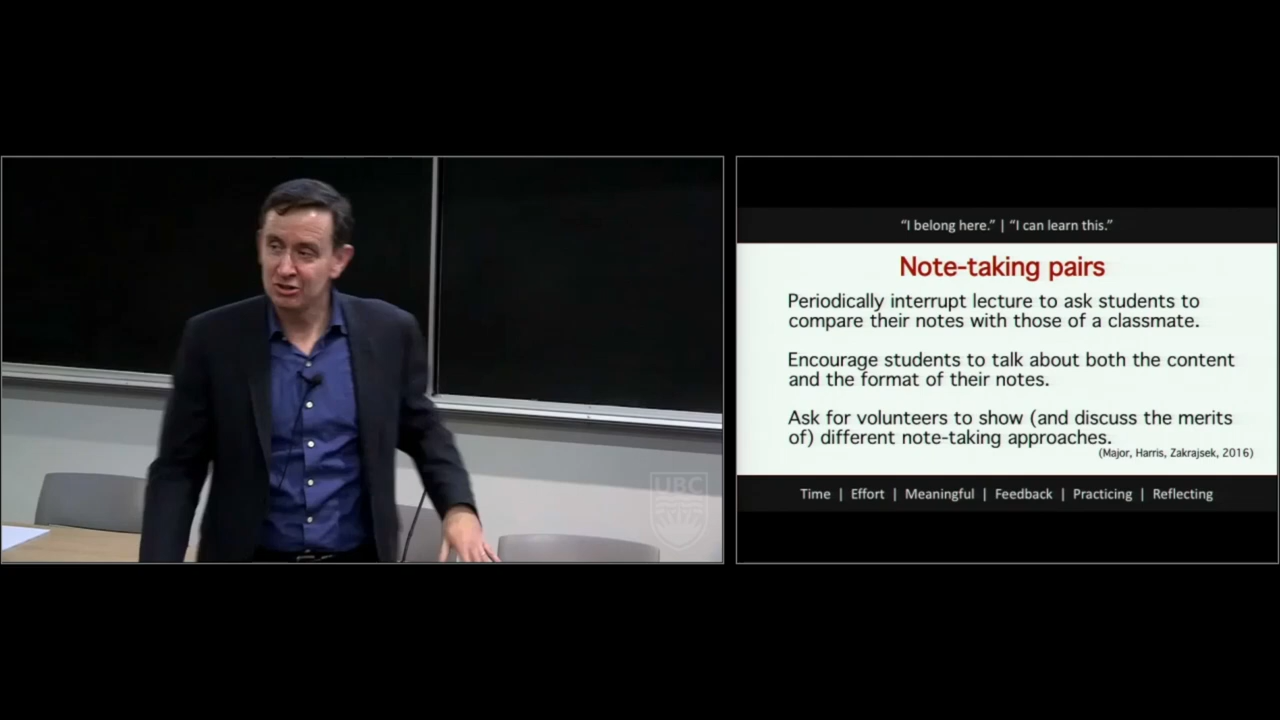 "I belong here." | "I can learn this."
Note-taking pairs
Periodically interrupt lecture to ask students to
compare their notes with those of a classmate.
Encourage students to talk about both the content
and the format of their notes.
Ask for volunteers to show (and discuss the merits
of) different note-taking approaches.
(Major, Harris, Zakrajsek, 2016)
Time | Effort | Meaningful | Feedback | Practicing | Reflecting
UBC